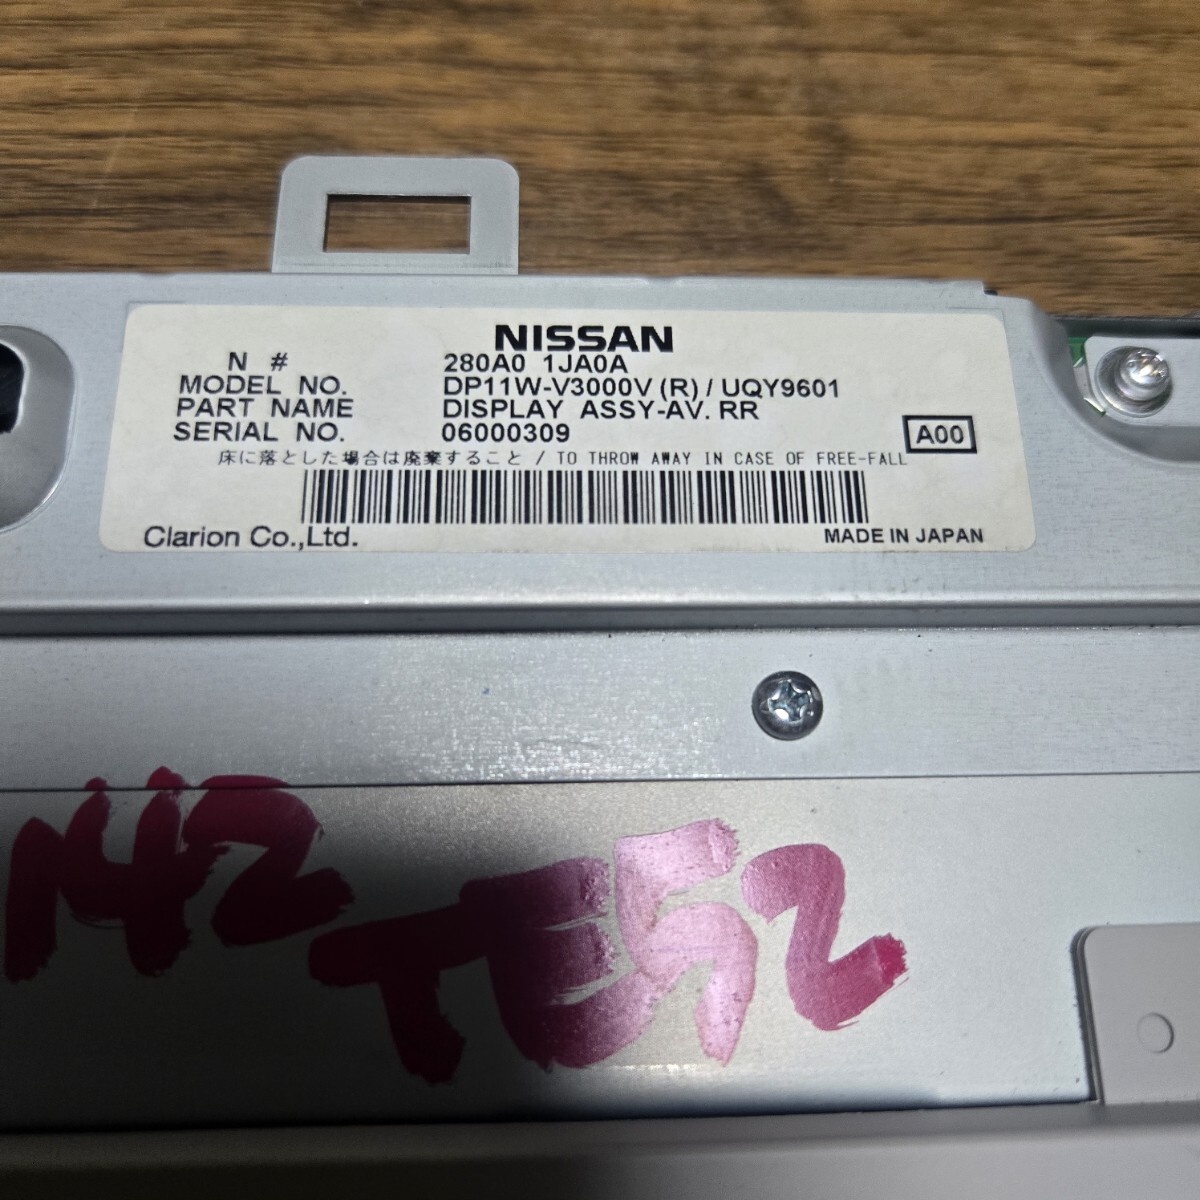 NISSAN
N # 280A0 1JA0A
MODEL NO. DP11W-V3000V (R) / UQY9601
PART NAME DISPLAY ASSY-AV. RR
SERIAL NO. 06000309
A00
床に落とした場合は廃棄すること / TO THROW AWAY IN CASE OF FREE-FALL
Clarion Co.,Ltd. MADE IN JAPAN
TE52